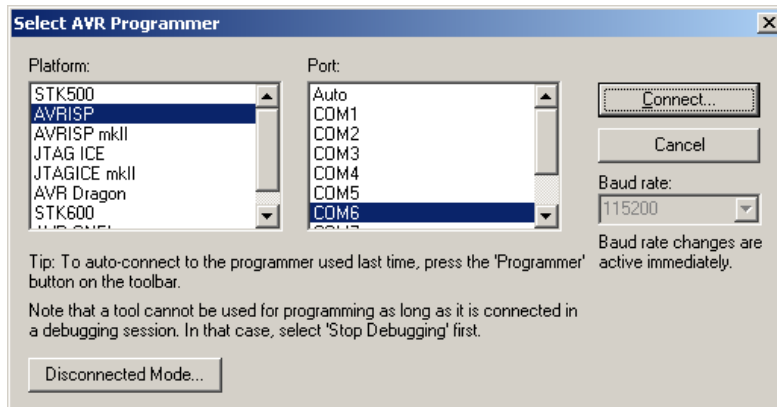 Select AVR Programmer
Platform:
STK500
AVRISP
AVRISP mkII
JTAG ICE
JTAGICE mkII
AVR Dragon
STK600
Port:
Auto
COM1
COM2
COM3
COM4
COM5
COM6
Connect...
Cancel
Baud rate:
115200
Baud rate changes are
active immediately.
Tip: To auto-connect to the programmer used last time, press the 'Programmer'
button on the toolbar.
Note that a tool cannot be used for programming as long as it is connected in
a debugging session. In that case, select 'Stop Debugging' first.
Disconnected Mode...